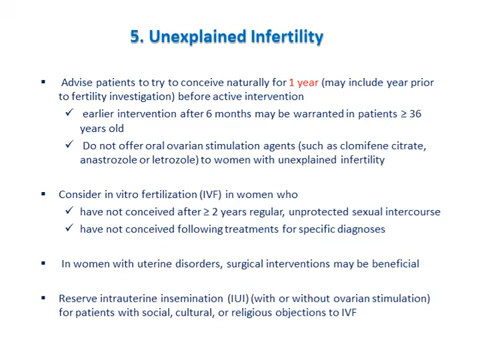 5. Unexplained Infertility
▪ Advise patients to try to conceive naturally for 1 year (may include year prior
to fertility investigation) before active intervention
✓ earlier intervention after 6 months may be warranted in patients ≥ 36
years old
✓ Do not offer oral ovarian stimulation agents (such as clomifene citrate,
anastrozole or letrozole) to women with unexplained infertility
▪ Consider in vitro fertilization (IVF) in women who
✓ have not conceived after ≥ 2 years regular, unprotected sexual intercourse
✓ have not conceived following treatments for specific diagnoses
▪ In women with uterine disorders, surgical interventions may be beneficial
▪ Reserve intrauterine insemination (IUI) (with or without ovarian stimulation)
for patients with social, cultural, or religious objections to IVF